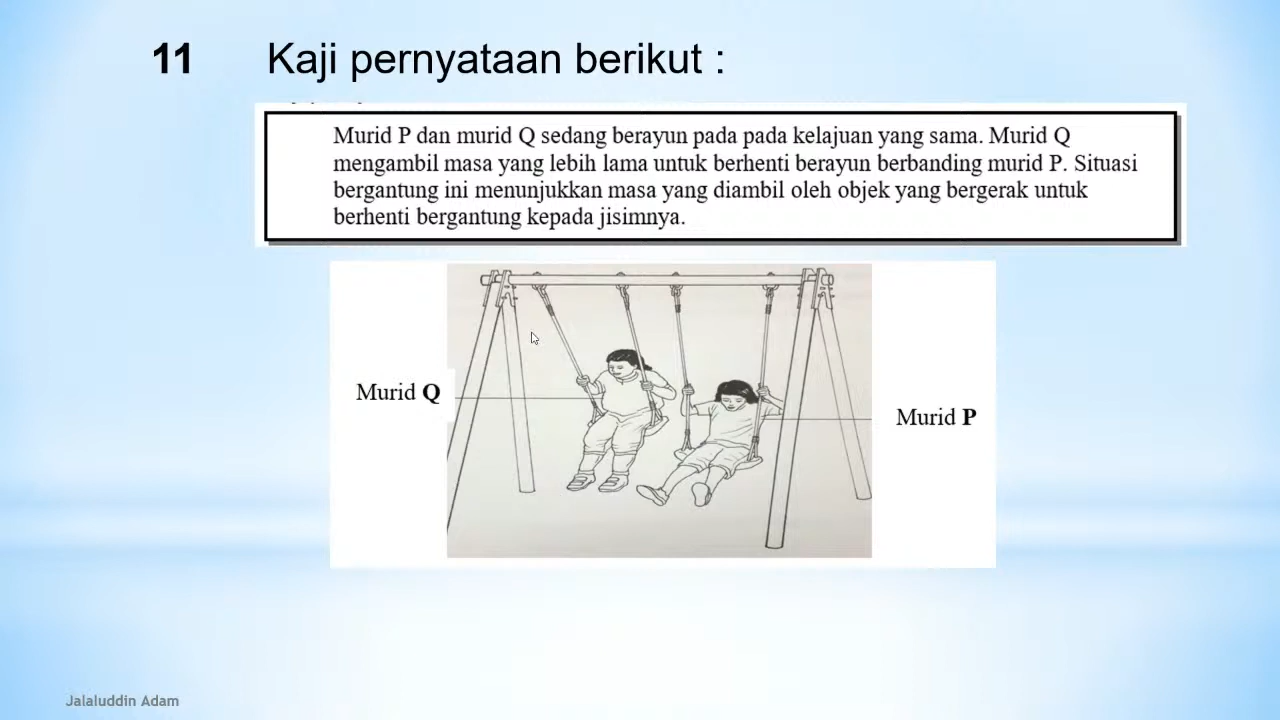 11 Kaji pernyataan berikut :
Murid P dan murid Q sedang berayun pada pada kelajuan yang sama. Murid Q
mengambil masa yang lebih lama untuk berhenti berayun berbanding murid P. Situasi
bergantung ini menunjukkan masa yang diambil oleh objek yang bergerak untuk
berhenti bergantung kepada jisimnya.
Murid Q
Murid P
Jalaluddin Adam